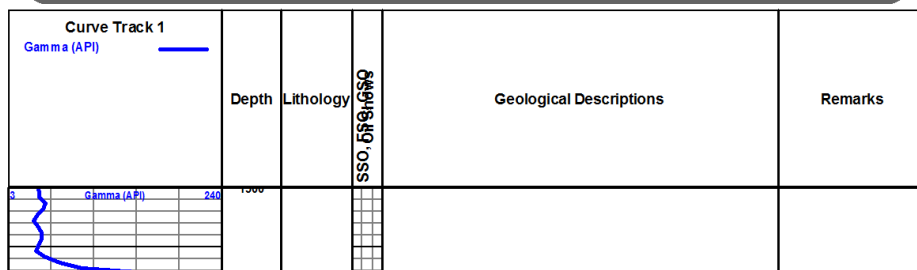 Curve Track 1
Gamma (API)
Depth
Lithology
SSO, FSO, GSO
Oil Shows
Geological Descriptions
Remarks
3 Gamma (API) 240